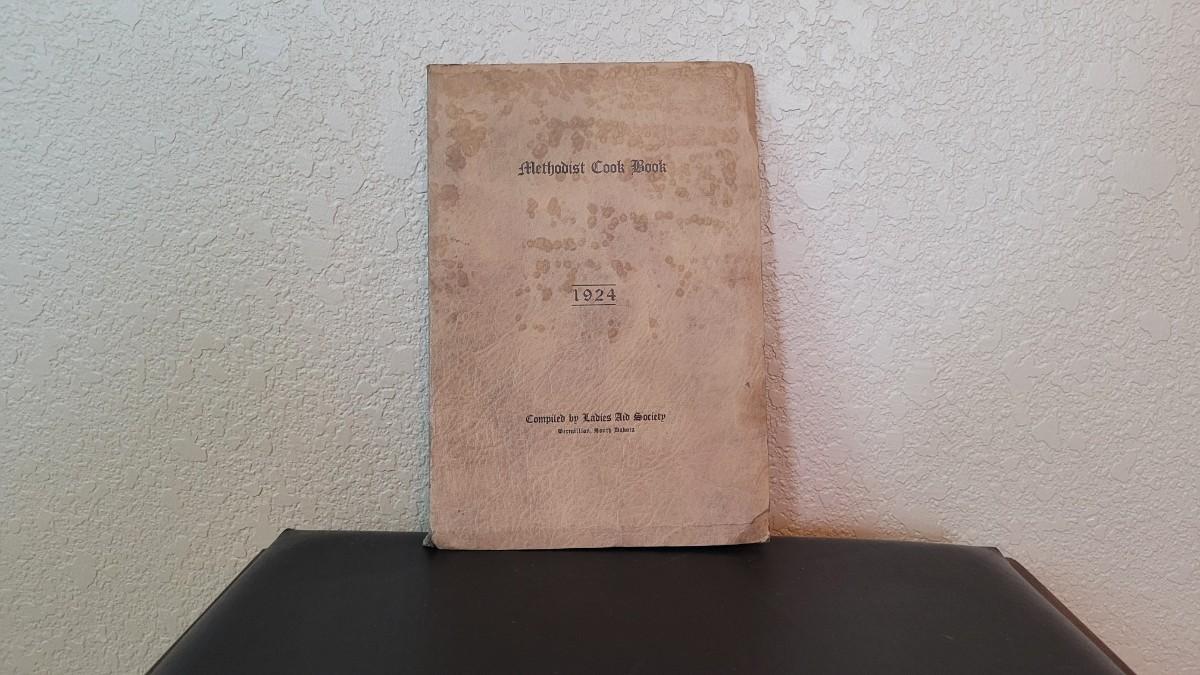 Methodist Cook Book
1924
Compiled by Ladies Aid Society
Vermillion, South Dakota